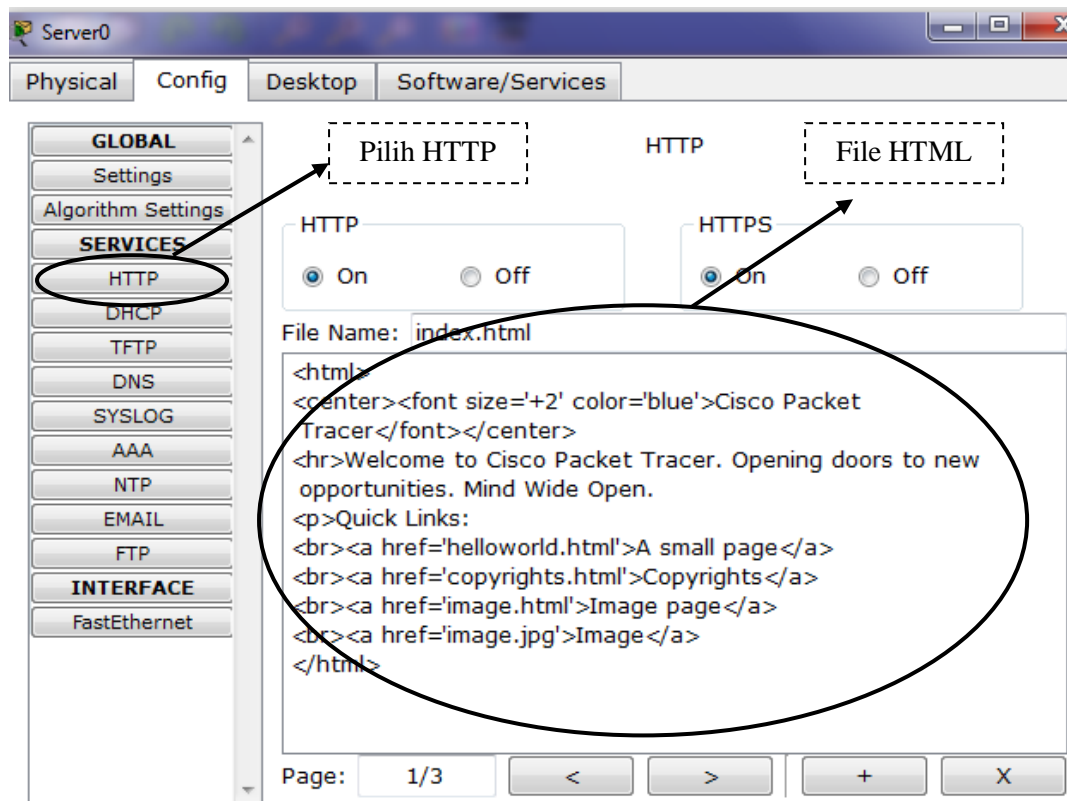 Server0
Physical Config Desktop Software/Services
GLOBAL
Settings
Algorithm Settings
SERVICES
HTTP
DHCP
TFTP
DNS
SYSLOG
AAA
NTP
EMAIL
FTP
INTERFACE
FastEthernet
Pilih HTTP
HTTP
File HTML
HTTP
On Off
HTTPS
On Off
File Name: index.html
<html>
<center><font size='+2' color='blue'>Cisco Packet
Tracer</font></center>
<hr>Welcome to Cisco Packet Tracer. Opening doors to new
opportunities. Mind Wide Open.
<p>Quick Links:
<br><a href='helloworld.html'>A small page</a>
<br><a href='copyrights.html'>Copyrights</a>
<br><a href='image.html'>Image page</a>
<br><a href='image.jpg'>Image</a>
</html>
Page: 1/3 < > + X